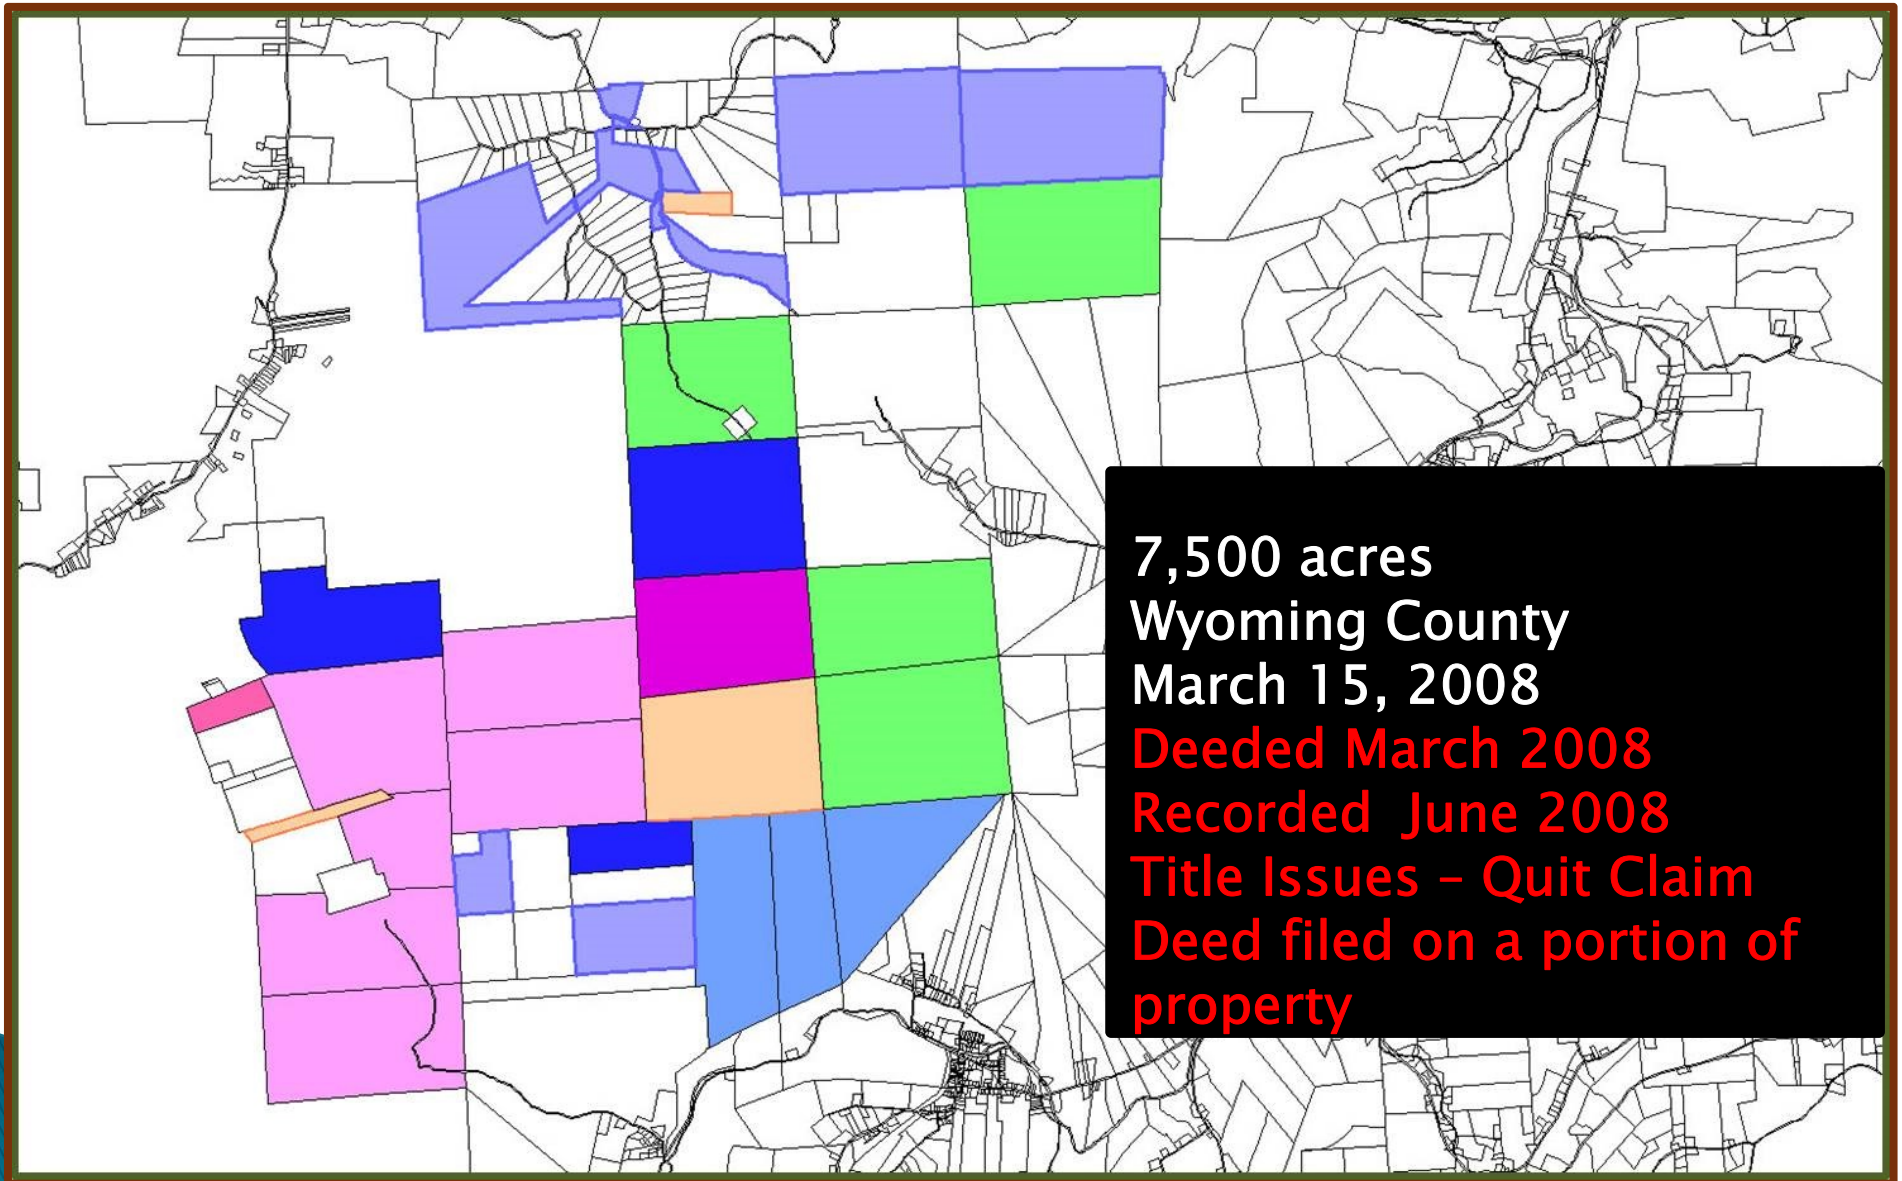 7,500 acres
Wyoming County
March 15, 2008
Deeded March 2008
Recorded  June 2008
Title Issues – Quit Claim
Deed filed on a portion of
property